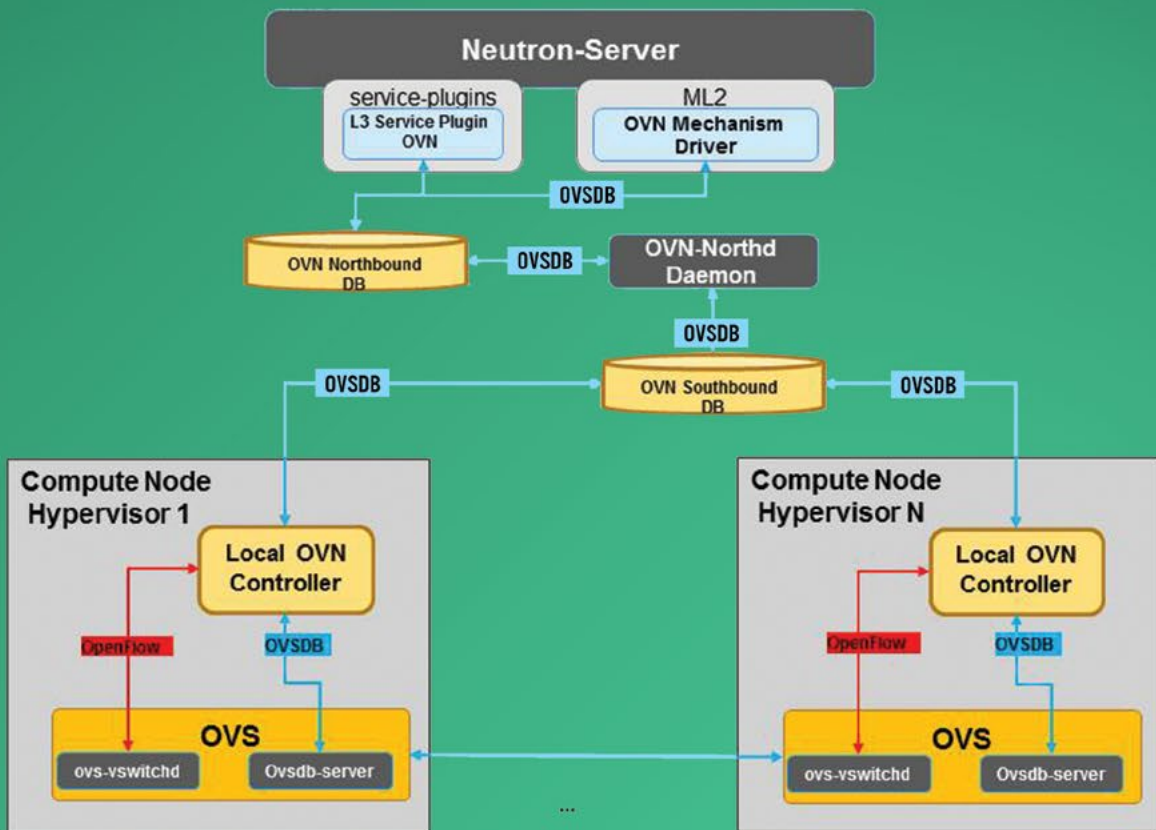 Neutron-Server
service-plugins
L3 Service Plugin
OVN
ML2
OVN Mechanism
Driver
OVSDB
OVN Northbound
DB
OVSDB
OVN-Northd
Daemon
OVSDB
OVSDB
OVN Southbound
DB
OVSDB
Compute Node
Hypervisor 1
Local OVN
Controller
OpenFlow
OVSDB
OVS
ovs-vswitchd
Ovsdb-server
...
Compute Node
Hypervisor N
Local OVN
Controller
OpenFlow
OVSDB
OVS
ovs-vswitchd
Ovsdb-server